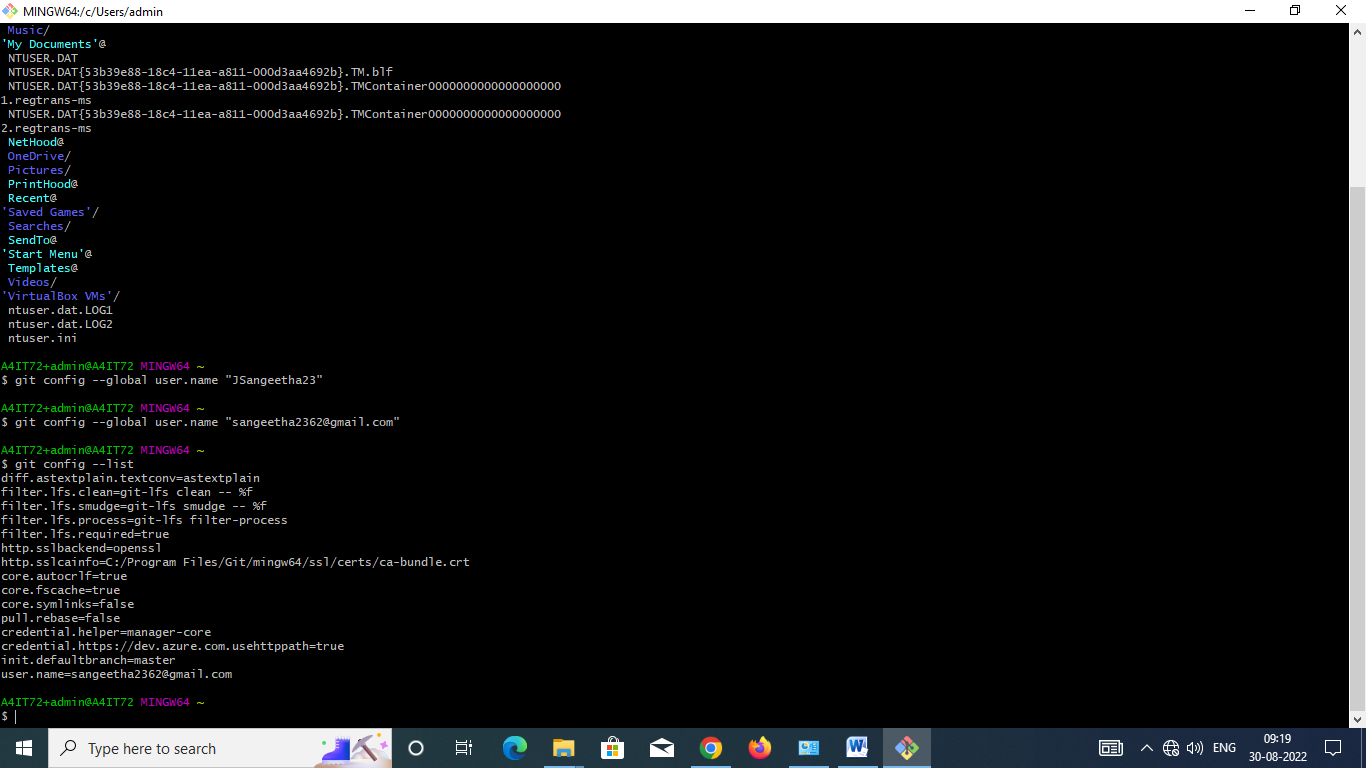 MINGW64:/c/Users/admin
Music/
'My Documents'@
NTUSER.DAT
NTUSER.DAT{53b39e88-18c4-11ea-a811-000d3aa4692b}.TM.blf
NTUSER.DAT{53b39e88-18c4-11ea-a811-000d3aa4692b}.TMContainer0000000000000000000
1.regtrans-ms
NTUSER.DAT{53b39e88-18c4-11ea-a811-000d3aa4692b}.TMContainer0000000000000000000
2.regtrans-ms
NetHood@
OneDrive/
Pictures/
PrintHood@
Recent@
'Saved Games'/
Searches/
SendTo@
'Start Menu'@
Templates@
Videos/
'VirtualBox VMs'/
ntuser.dat.LOG1
ntuser.dat.LOG2
ntuser.ini
A4IT72+admin@A4IT72 MINGW64 ~
$ git config --global user.name "JSangeetha23"
A4IT72+admin@A4IT72 MINGW64 ~
$ git config --global user.name "sangeetha2362@gmail.com"
A4IT72+admin@A4IT72 MINGW64 ~
$ git config --list
diff.astextplain.textconv=astextplain
filter.lfs.clean=git-lfs clean -- %f
filter.lfs.smudge=git-lfs smudge -- %f
filter.lfs.process=git-lfs filter-process
filter.lfs.required=true
http.sslbackend=openssl
http.sslcainfo=C:/Program Files/Git/mingw64/ssl/certs/ca-bundle.crt
core.autocrlf=true
core.fscache=true
core.symlinks=false
pull.rebase=false
credential.helper=manager-core
credential.https://dev.azure.com.usehttppath=true
init.defaultbranch=master
user.name=sangeetha2362@gmail.com
A4IT72+admin@A4IT72 MINGW64 ~
$
Type here to search
ENG
09:19
30-08-2022